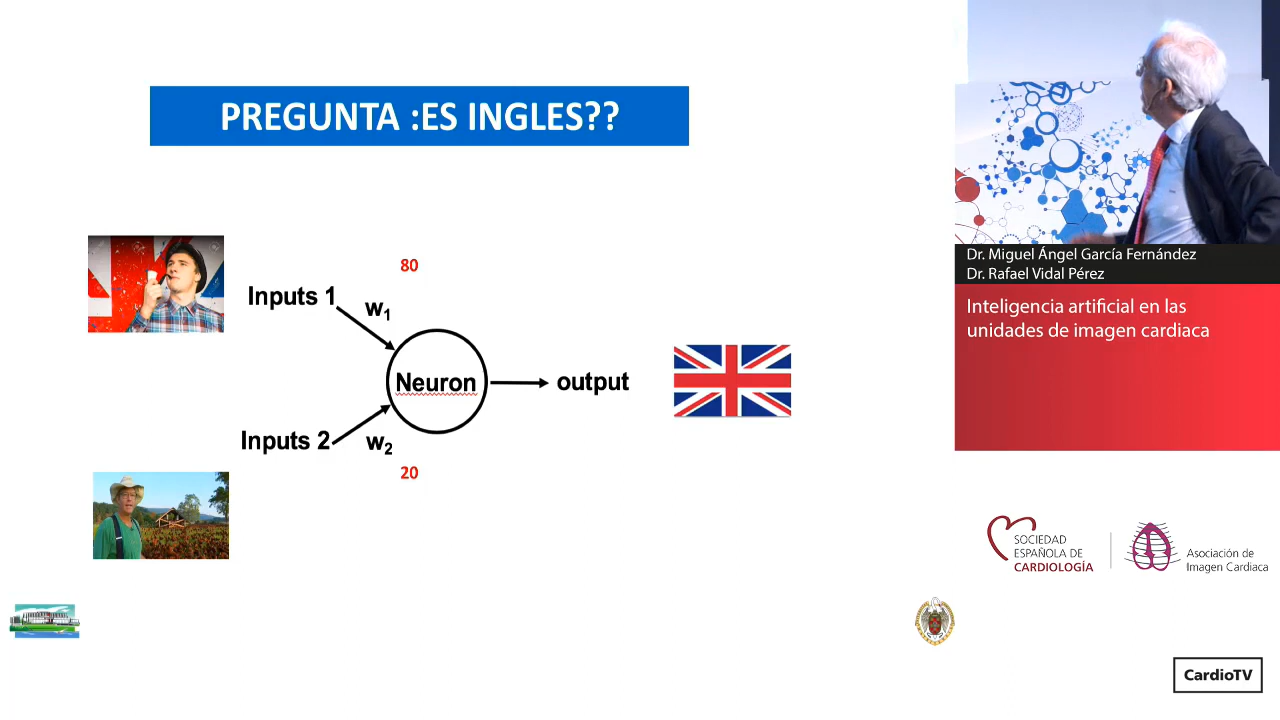 PREGUNTA :ES INGLES??
80
Inputs 1
w1
Neuron
output
Inputs 2
w2
20
Dr. Miguel Ángel García Fernández
Dr. Rafael Vidal Pérez
Inteligencia artificial en las
unidades de imagen cardiaca
SOCIEDAD
ESPAÑOLA DE
CARDIOLOGÍA
Asociación de
Imagen Cardiaca
CardioTV